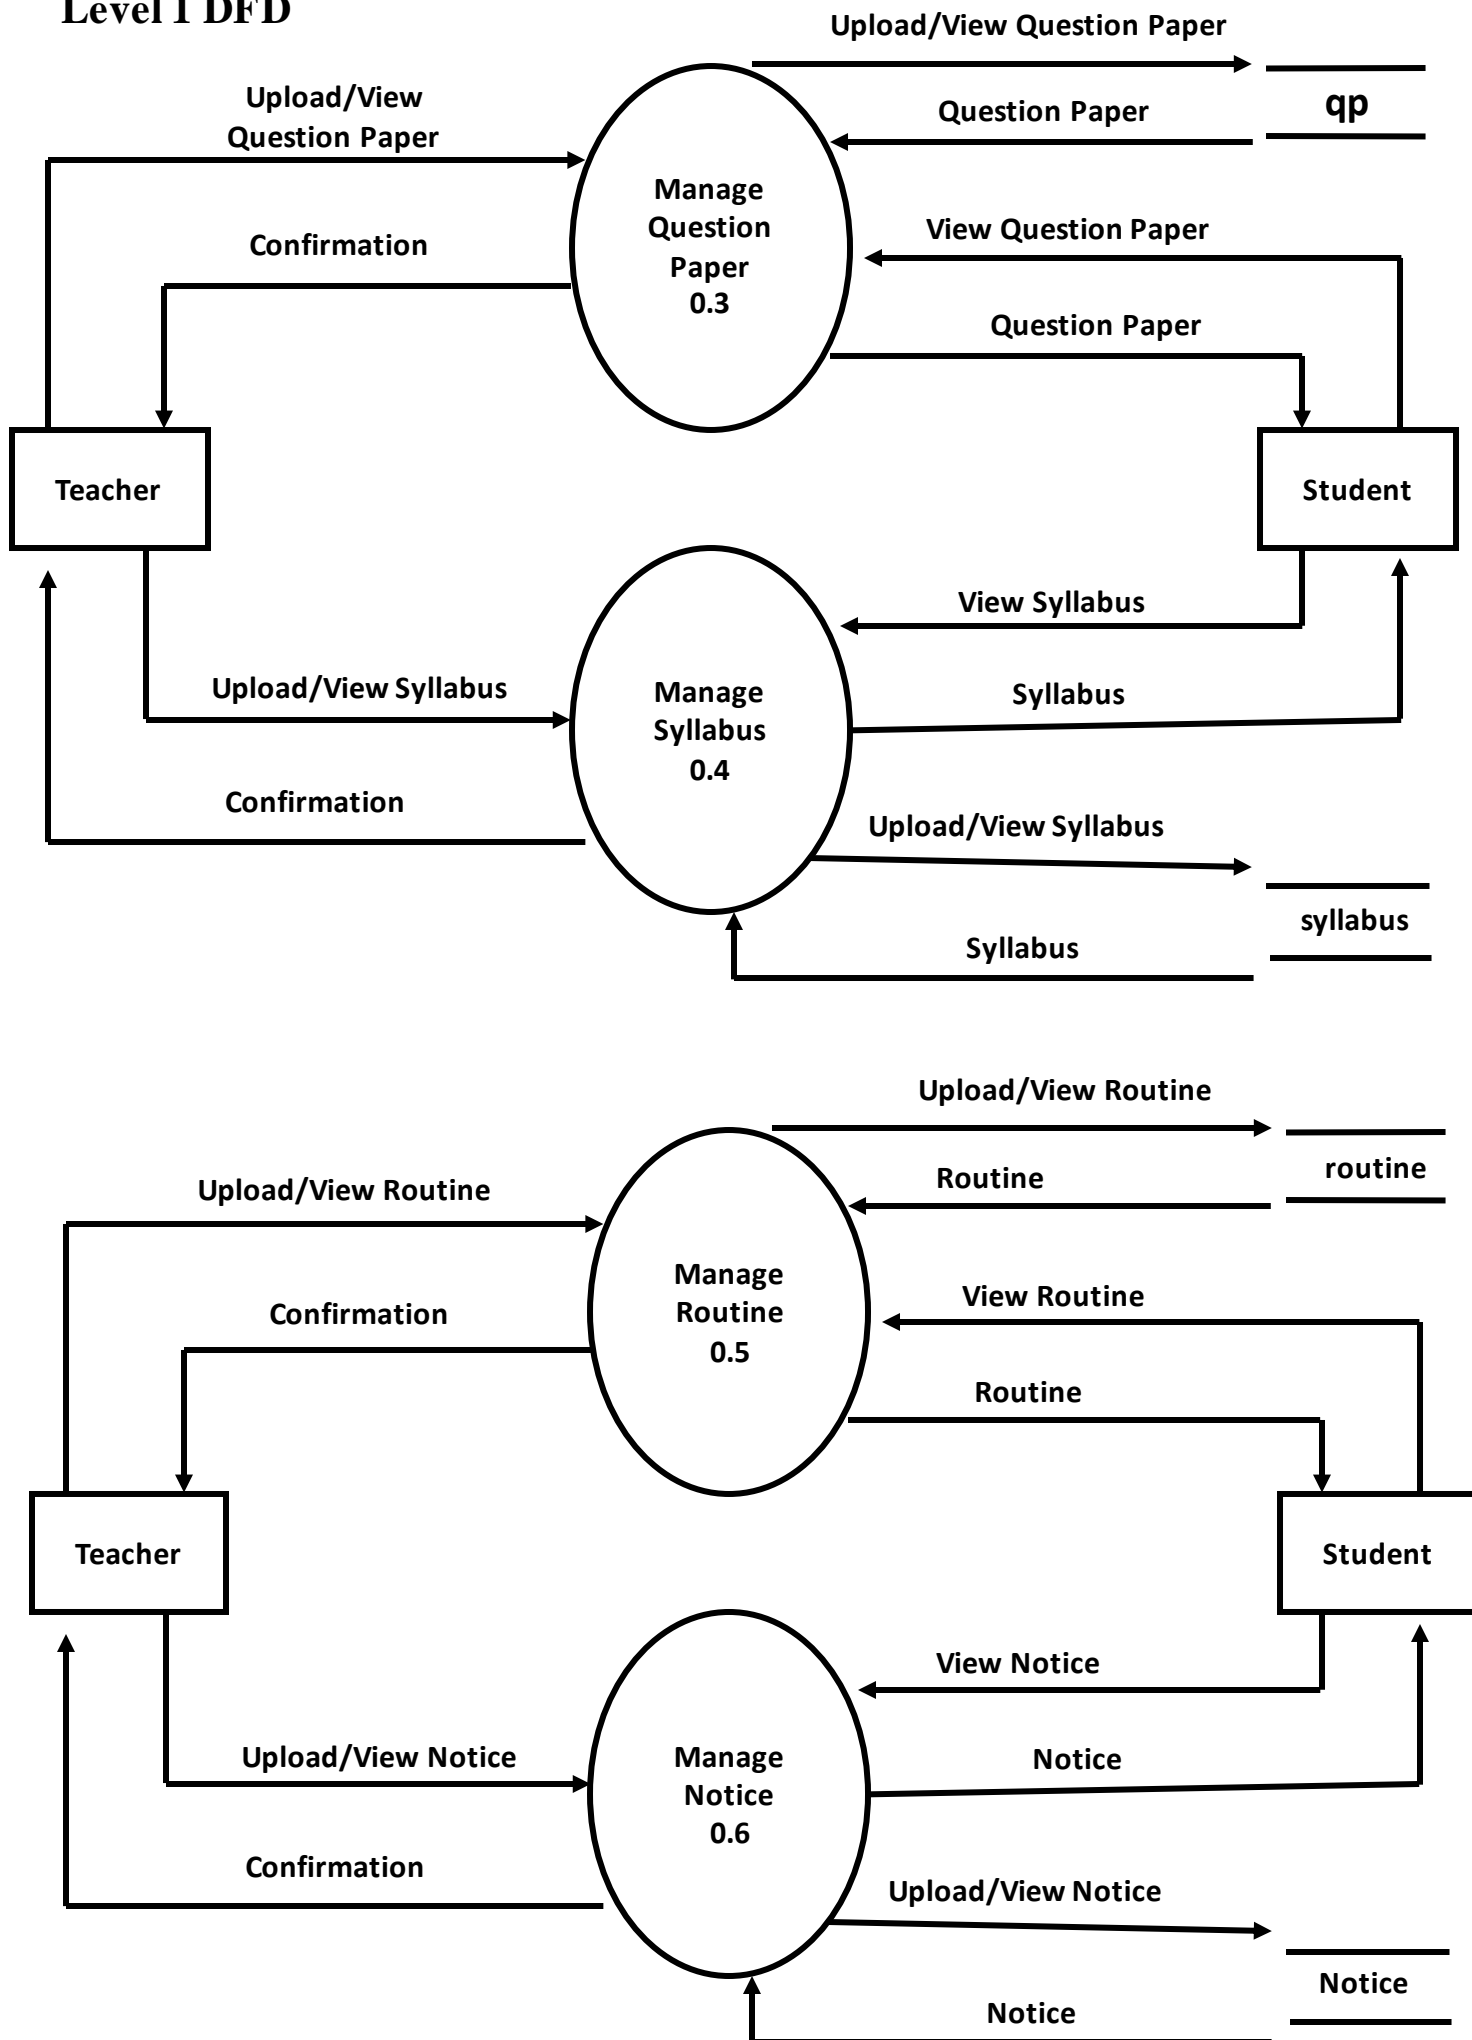 Level 1 DFD
Upload/View Question Paper
Upload/View
Question Paper
Question Paper
qp
Manage
Question
Paper
0.3
View Question Paper
Confirmation
Question Paper
Teacher
Student
View Syllabus
Upload/View Syllabus
Manage
Syllabus
0.4
Syllabus
Confirmation
Upload/View Syllabus
syllabus
Syllabus
Upload/View Routine
Upload/View Routine
Routine
routine
Manage
Routine
0.5
View Routine
Confirmation
Routine
Teacher
Student
View Notice
Upload/View Notice
Manage
Notice
0.6
Notice
Confirmation
Upload/View Notice
Notice
Notice